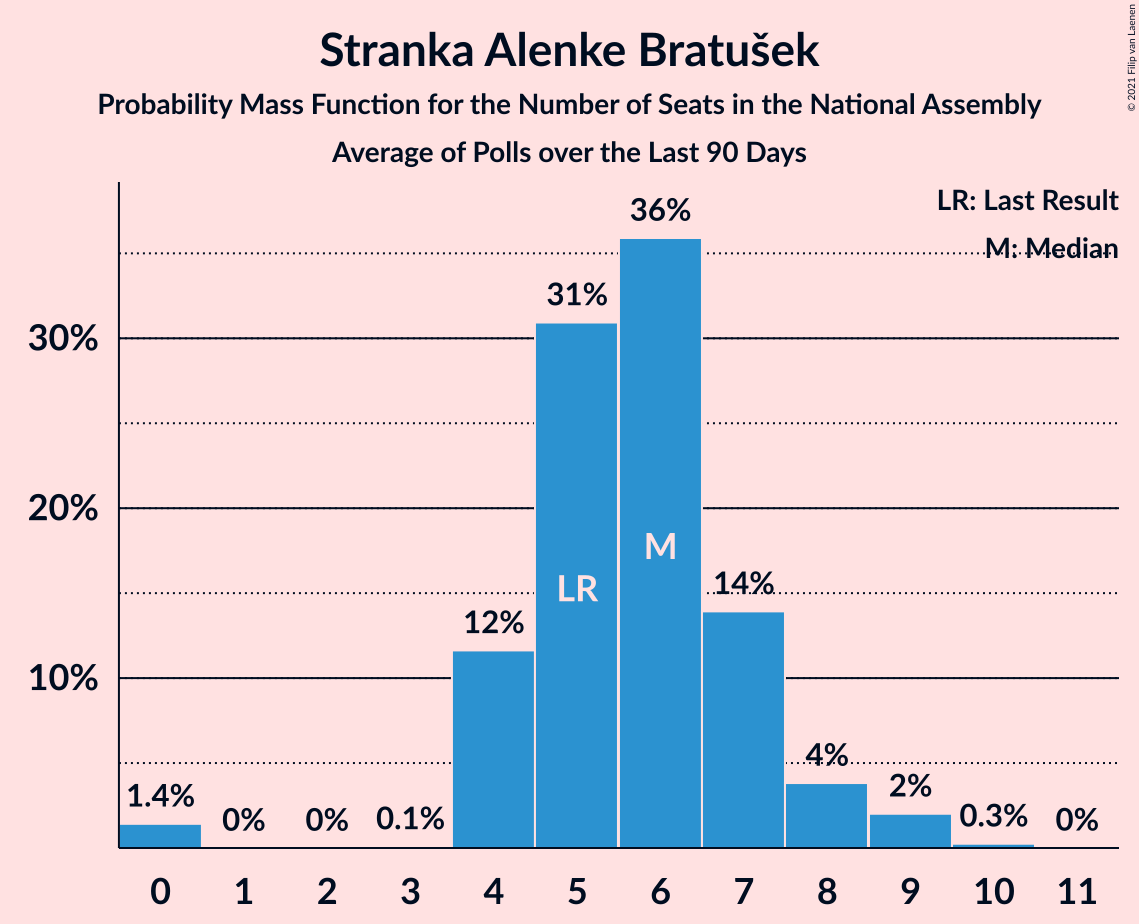 Stranka Alenke Bratušek
Probability Mass Function for the Number of Seats in the National Assembly
Average of Polls over the Last 90 Days
© 2021 Filip van Laenen
LR: Last Result
M: Median
36%
31%
30%
20%
M
LR
14%
12%
10%
4%
2%
1.4%
0%
0%
0.1%
0.3%
0%
0 1 2 3 4 5 6 7 8 9 10 11